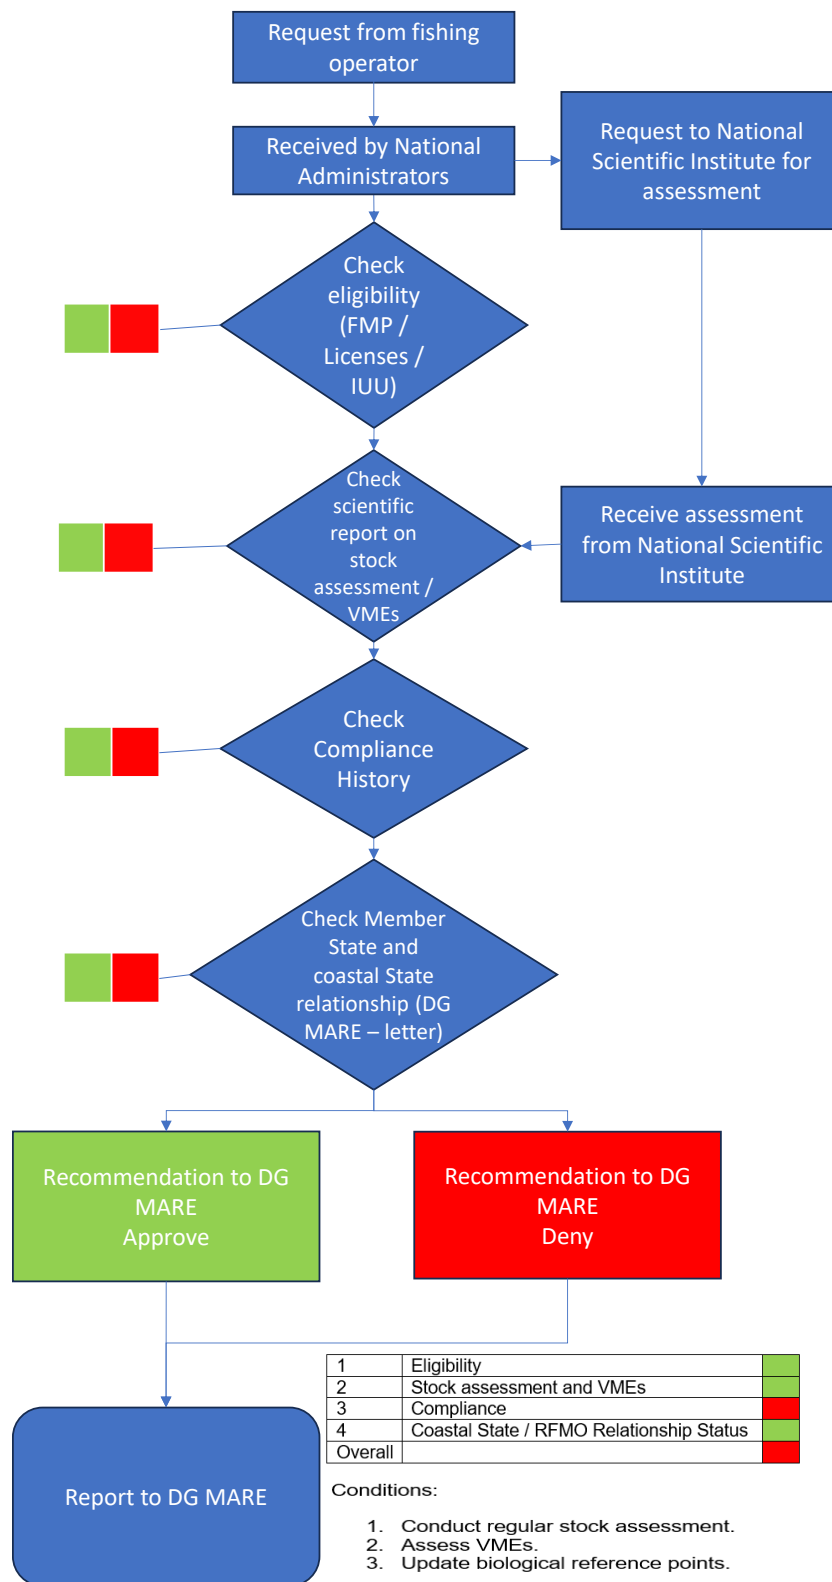 Request from fishing
operator
Received by National
Administrators
Request to National
Scientific Institute for
assessment
Check
eligibility
(FMP /
Licenses /
IUU)
Check
scientific
report on
stock
assessment /
VMEs
Receive assessment
from National Scientific
Institute
Check
Compliance
History
Check Member
State and
coastal State
relationship (DG
MARE – letter)
Recommendation to DG
MARE
Approve
Recommendation to DG
MARE
Deny
1 Eligibility
2 Stock assessment and VMEs
3 Compliance
4 Coastal State / RFMO Relationship Status
Overall
Report to DG MARE
Conditions:
1. Conduct regular stock assessment.
2. Assess VMEs.
3. Update biological reference points.